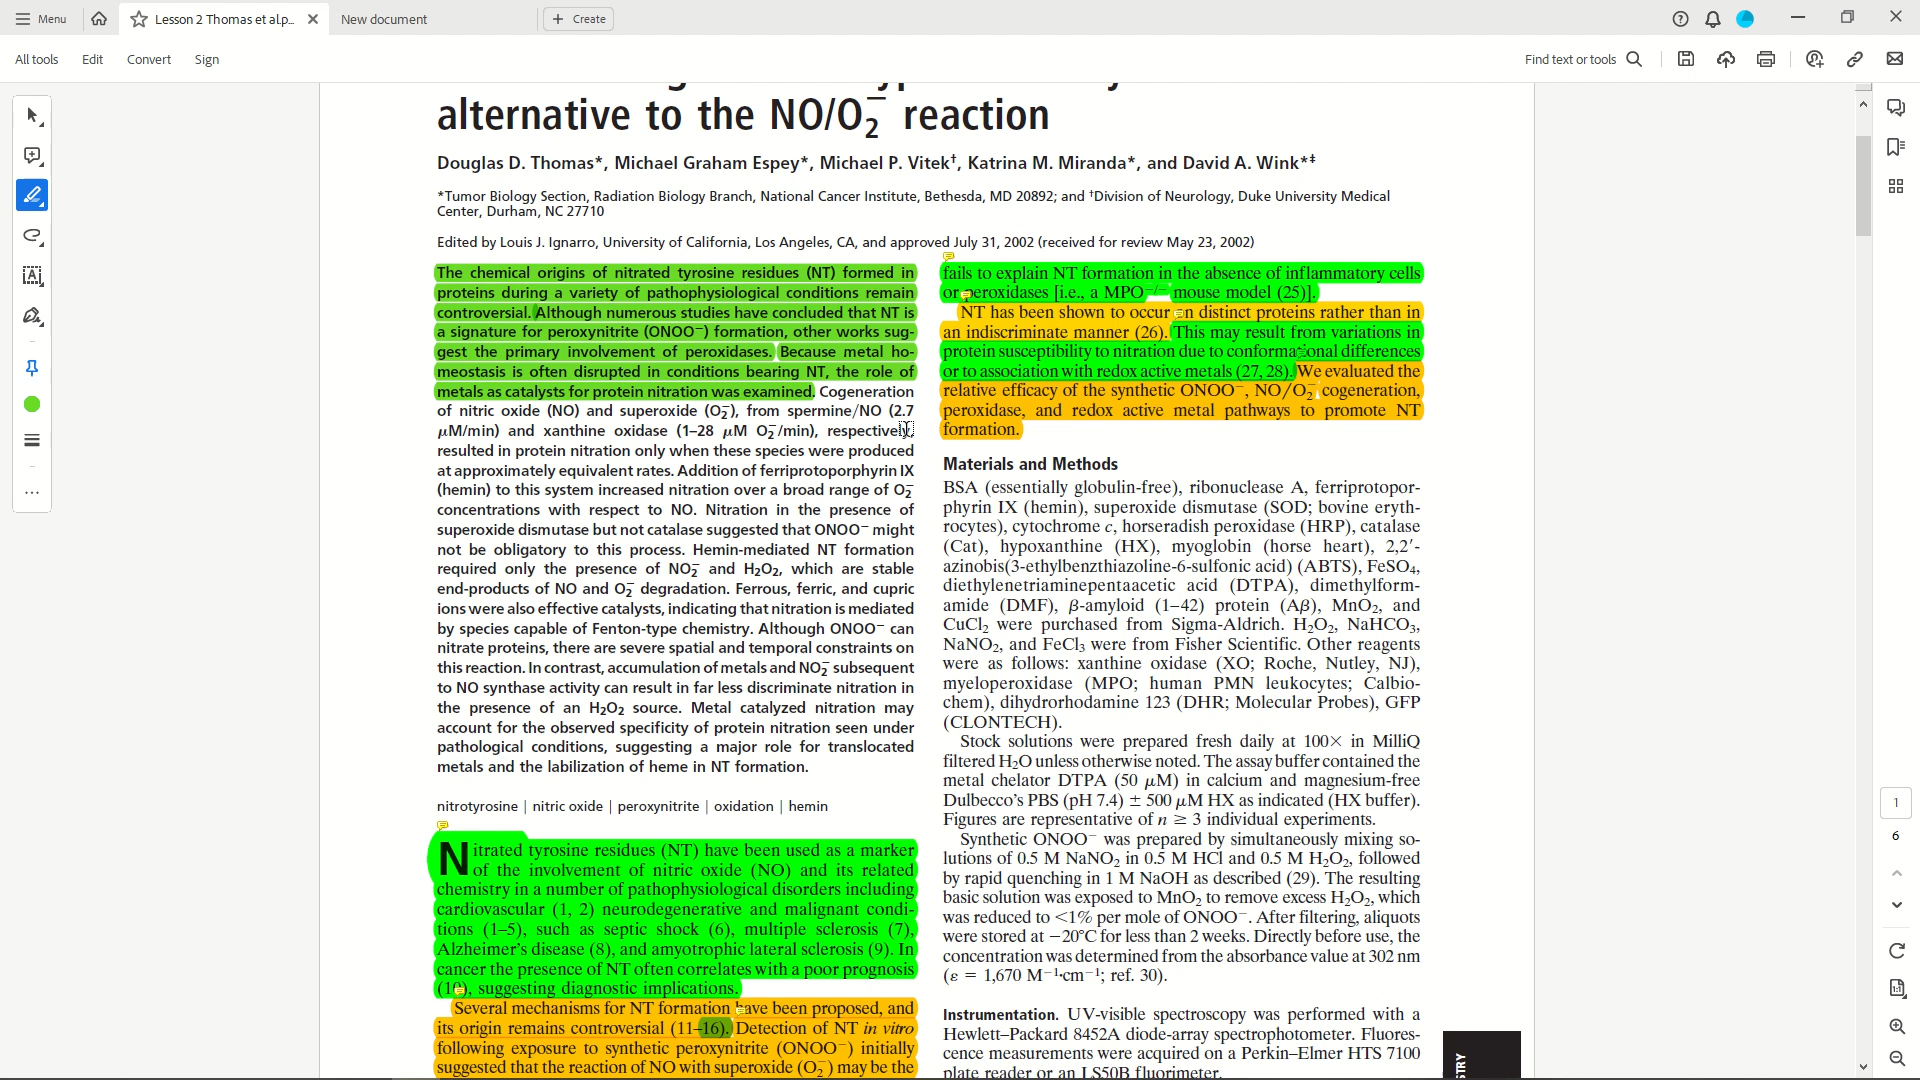 Menu
Lesson 2 Thomas et al.p...
New document
Create
All tools
Edit
Convert
Sign
Find text or tools
alternative to the NO/O₂⁻ reaction
Douglas D. Thomas*, Michael Graham Espey*, Michael P. Vitek†, Katrina M. Miranda*, and David A. Wink*‡
*Tumor Biology Section, Radiation Biology Branch, National Cancer Institute, Bethesda, MD 20892; and †Division of Neurology, Duke University Medical
Center, Durham, NC 27710
Edited by Louis J. Ignarro, University of California, Los Angeles, CA, and approved July 31, 2002 (received for review May 23, 2002)
The chemical origins of nitrated tyrosine residues (NT) formed in
proteins during a variety of pathophysiological conditions remain
controversial. Although numerous studies have concluded that NT is
a signature for peroxynitrite (ONOO⁻) formation, other works sug-
gest the primary involvement of peroxidases. Because metal ho-
meostasis is often disrupted in conditions bearing NT, the role of
metals as catalysts for protein nitration was examined. Cogeneration
of nitric oxide (NO) and superoxide (O₂⁻), from spermine/NO (2.7
μM/min) and xanthine oxidase (1–28 μM O₂⁻/min), respectively,
resulted in protein nitration only when these species were produced
at approximately equivalent rates. Addition of ferriprotoporphyrin IX
(hemin) to this system increased nitration over a broad range of O₂⁻
concentrations with respect to NO. Nitration in the presence of
superoxide dismutase but not catalase suggested that ONOO⁻ might
not be obligatory to this process. Hemin-mediated NT formation
required only the presence of NO₂⁻ and H₂O₂, which are stable
end-products of NO and O₂⁻ degradation. Ferrous, ferric, and cupric
ions were also effective catalysts, indicating that nitration is mediated
by species capable of Fenton-type chemistry. Although ONOO⁻ can
nitrate proteins, there are severe spatial and temporal constraints on
this reaction. In contrast, accumulation of metals and NO₂⁻ subsequent
to NO synthase activity can result in far less discriminate nitration in
the presence of an H₂O₂ source. Metal catalyzed nitration may
account for the observed specificity of protein nitration seen under
pathological conditions, suggesting a major role for translocated
metals and the labilization of heme in NT formation.
nitrotyrosine | nitric oxide | peroxynitrite | oxidation | hemin
Nitrated tyrosine residues (NT) have been used as a marker
of the involvement of nitric oxide (NO) and its related
chemistry in a number of pathophysiological disorders including
cardiovascular (1, 2) neurodegenerative and malignant condi-
tions (1–5), such as septic shock (6), multiple sclerosis (7),
Alzheimer's disease (8), and amyotrophic lateral sclerosis (9). In
cancer the presence of NT often correlates with a poor prognosis
(10), suggesting diagnostic implications.
Several mechanisms for NT formation have been proposed, and
its origin remains controversial (11–16). Detection of NT in vitro
following exposure to synthetic peroxynitrite (ONOO⁻) initially
suggested that the reaction of NO with superoxide (O₂⁻) may be the
fails to explain NT formation in the absence of inflammatory cells
or peroxidases [i.e., a MPO⁻/⁻ mouse model (25)].
NT has been shown to occur on distinct proteins rather than in
an indiscriminate manner (26). This may result from variations in
protein susceptibility to nitration due to conformational differences
or to association with redox active metals (27, 28). We evaluated the
relative efficacy of the synthetic ONOO⁻, NO/O₂⁻ cogeneration,
peroxidase, and redox active metal pathways to promote NT
formation.
Materials and Methods
BSA (essentially globulin-free), ribonuclease A, ferriprotopor-
phyrin IX (hemin), superoxide dismutase (SOD; bovine eryth-
rocytes), cytochrome c, horseradish peroxidase (HRP), catalase
(Cat), hypoxanthine (HX), myoglobin (horse heart), 2,2′-
azinobis(3-ethylbenzthiazoline-6-sulfonic acid) (ABTS), FeSO₄,
diethylenetriaminepentaacetic acid (DTPA), dimethylform-
amide (DMF), β-amyloid (1–42) protein (Aβ), MnO₂, and
CuCl₂ were purchased from Sigma-Aldrich. H₂O₂, NaHCO₃,
NaNO₂, and FeCl₃ were from Fisher Scientific. Other reagents
were as follows: xanthine oxidase (XO; Roche, Nutley, NJ),
myeloperoxidase (MPO; human PMN leukocytes; Calbio-
chem), dihydrorhodamine 123 (DHR; Molecular Probes), GFP
(CLONTECH).
Stock solutions were prepared fresh daily at 100× in MilliQ
filtered H₂O unless otherwise noted. The assay buffer contained the
metal chelator DTPA (50 μM) in calcium and magnesium-free
Dulbecco's PBS (pH 7.4) ± 500 μM HX as indicated (HX buffer).
Figures are representative of n ≥ 3 individual experiments.
Synthetic ONOO⁻ was prepared by simultaneously mixing so-
lutions of 0.5 M NaNO₂ in 0.5 M HCl and 0.5 M H₂O₂, followed
by rapid quenching in 1 M NaOH as described (29). The resulting
basic solution was exposed to MnO₂ to remove excess H₂O₂, which
was reduced to <1% per mole of ONOO⁻. After filtering, aliquots
were stored at −20°C for less than 2 weeks. Directly before use, the
concentration was determined from the absorbance value at 302 nm
(ε = 1,670 M⁻¹·cm⁻¹; ref. 30).
Instrumentation. UV-visible spectroscopy was performed with a
Hewlett–Packard 8452A diode-array spectrophotometer. Fluores-
cence measurements were acquired on a Perkin–Elmer HTS 7100
plate reader or an LS50B fluorimeter.
1
6